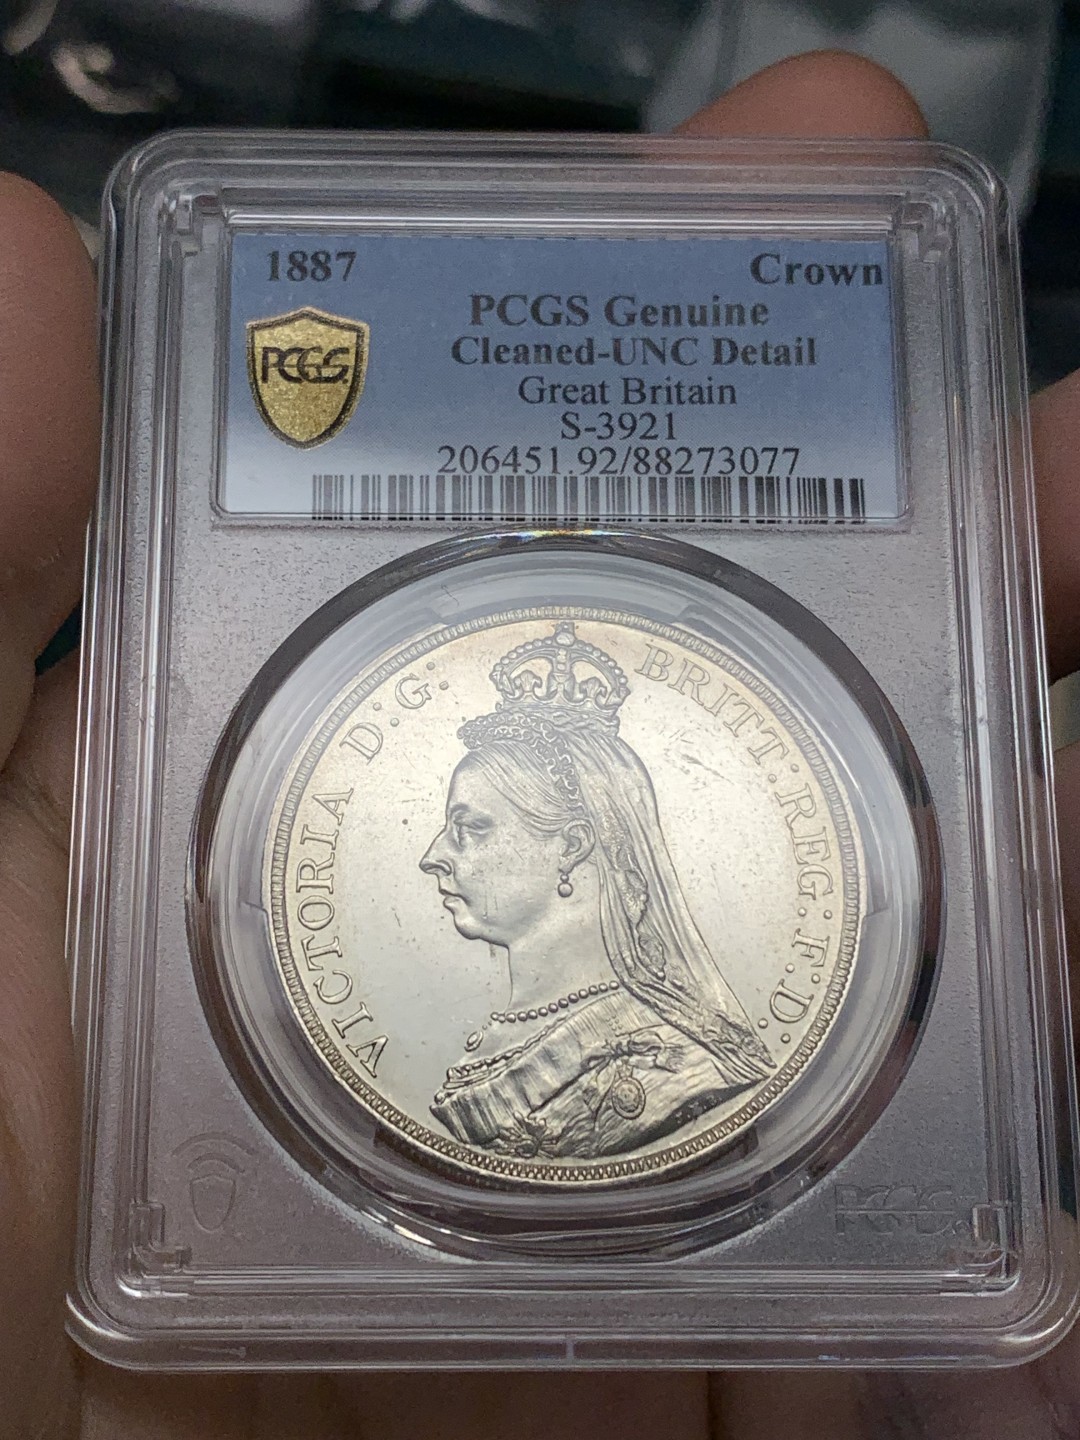 1887 Crown
PCGS Genuine
PCGS
Cleaned-UNC Detail
Great Britain
S-3921
206451.92/88273077
VICTORIA D:G: BRITT:REG:F:D:
PCGS